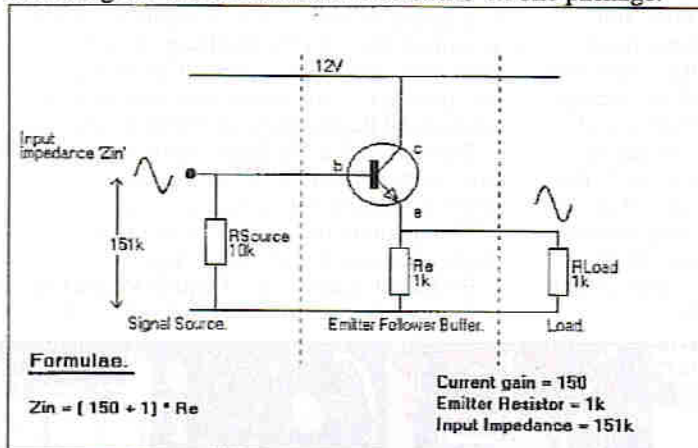 package.
12V
Input
impedance 'Zin'
b
c
e
151k
RSource
10k
Re
1k
RLoad
1k
Signal Source.
Emitter Follower Buffer.
Load.
Formulae.
Zin = ( 150 + 1) * Re
Current gain = 150
Emitter Resistor = 1k
Input Impedance = 151k